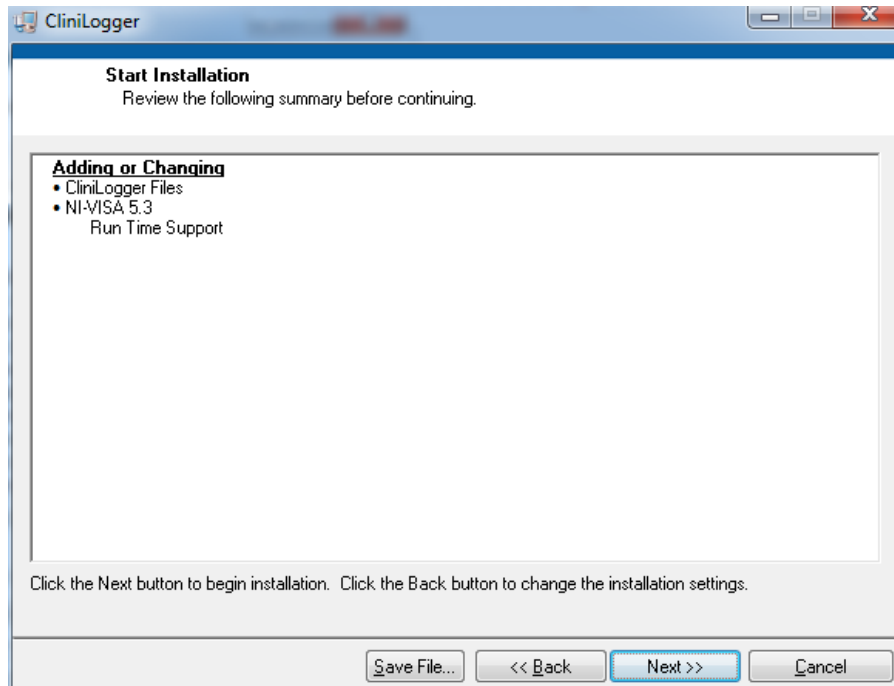 CliniLogger
Start Installation
Review the following summary before continuing.
Adding or Changing
• CliniLogger Files
• NI-VISA 5.3
Run Time Support
Click the Next button to begin installation.  Click the Back button to change the installation settings.
Save File...
<< Back
Next >>
Cancel